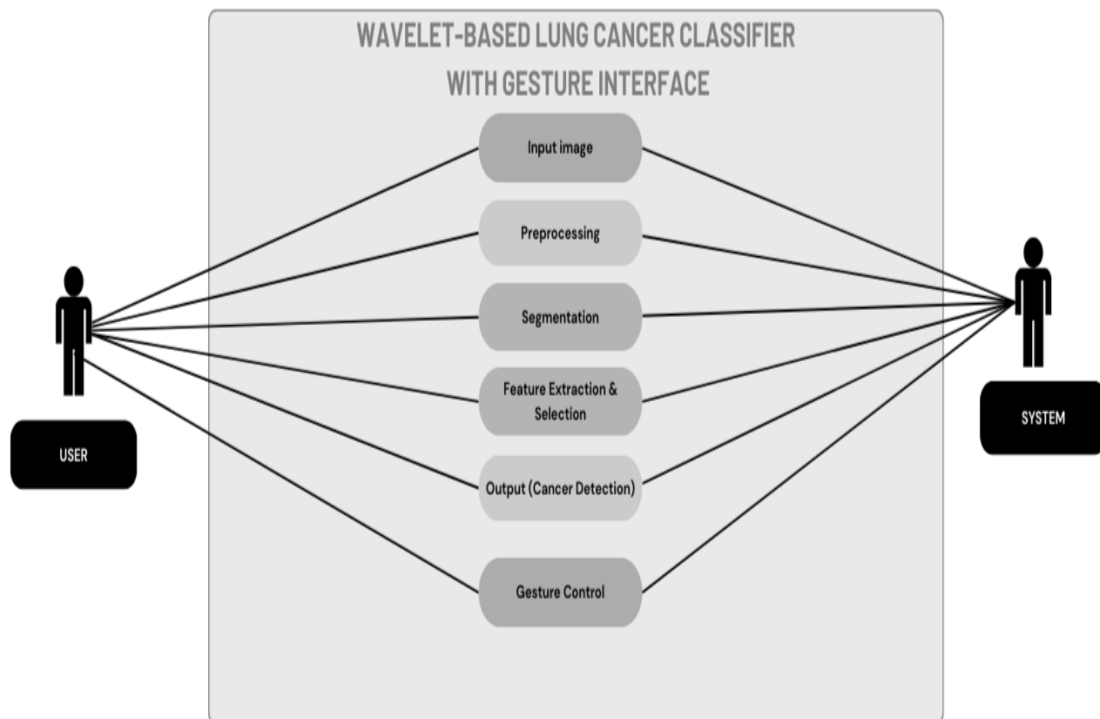 WAVELET-BASED LUNG CANCER CLASSIFIER
WITH GESTURE INTERFACE
Input image
Preprocessing
Segmentation
Feature Extraction &
Selection
Output (Cancer Detection)
Gesture Control
USER
SYSTEM